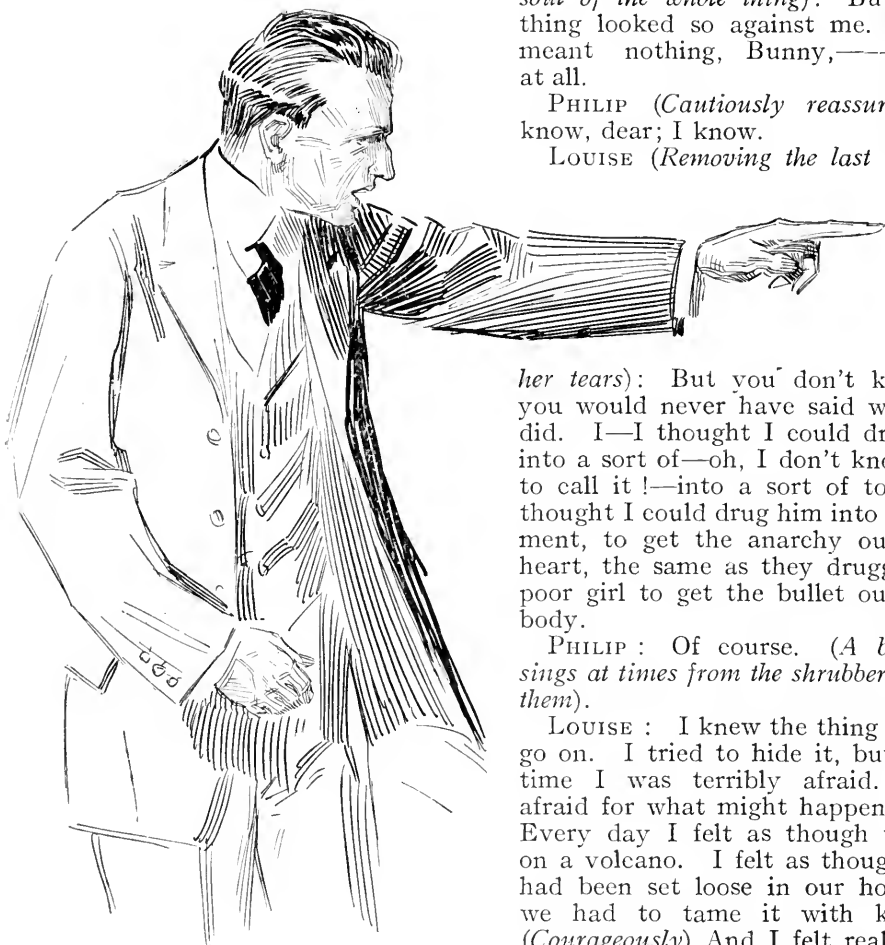 soul of the whole thing): Bu
thing looked so against me.
meant nothing, Bunny,——
at all.
PHILIP (Cautiously reassur
know, dear; I know.
LOUISE (Removing the last
her tears): But you don't k
you would never have said w
did. I—I thought I could dr
into a sort of—oh, I don't kno
to call it!—into a sort of to
thought I could drug him into
ment, to get the anarchy ou
heart, the same as they drugg
poor girl to get the bullet ou
body.
PHILIP: Of course. (A b
sings at times from the shrubber
them).
LOUISE: I knew the thing
go on. I tried to hide it, bu
time I was terribly afraid.
afraid for what might happen
Every day I felt as though
on a volcano. I felt as thoug
had been set loose in our ho
we had to tame it with k
(Courageously) And I felt real